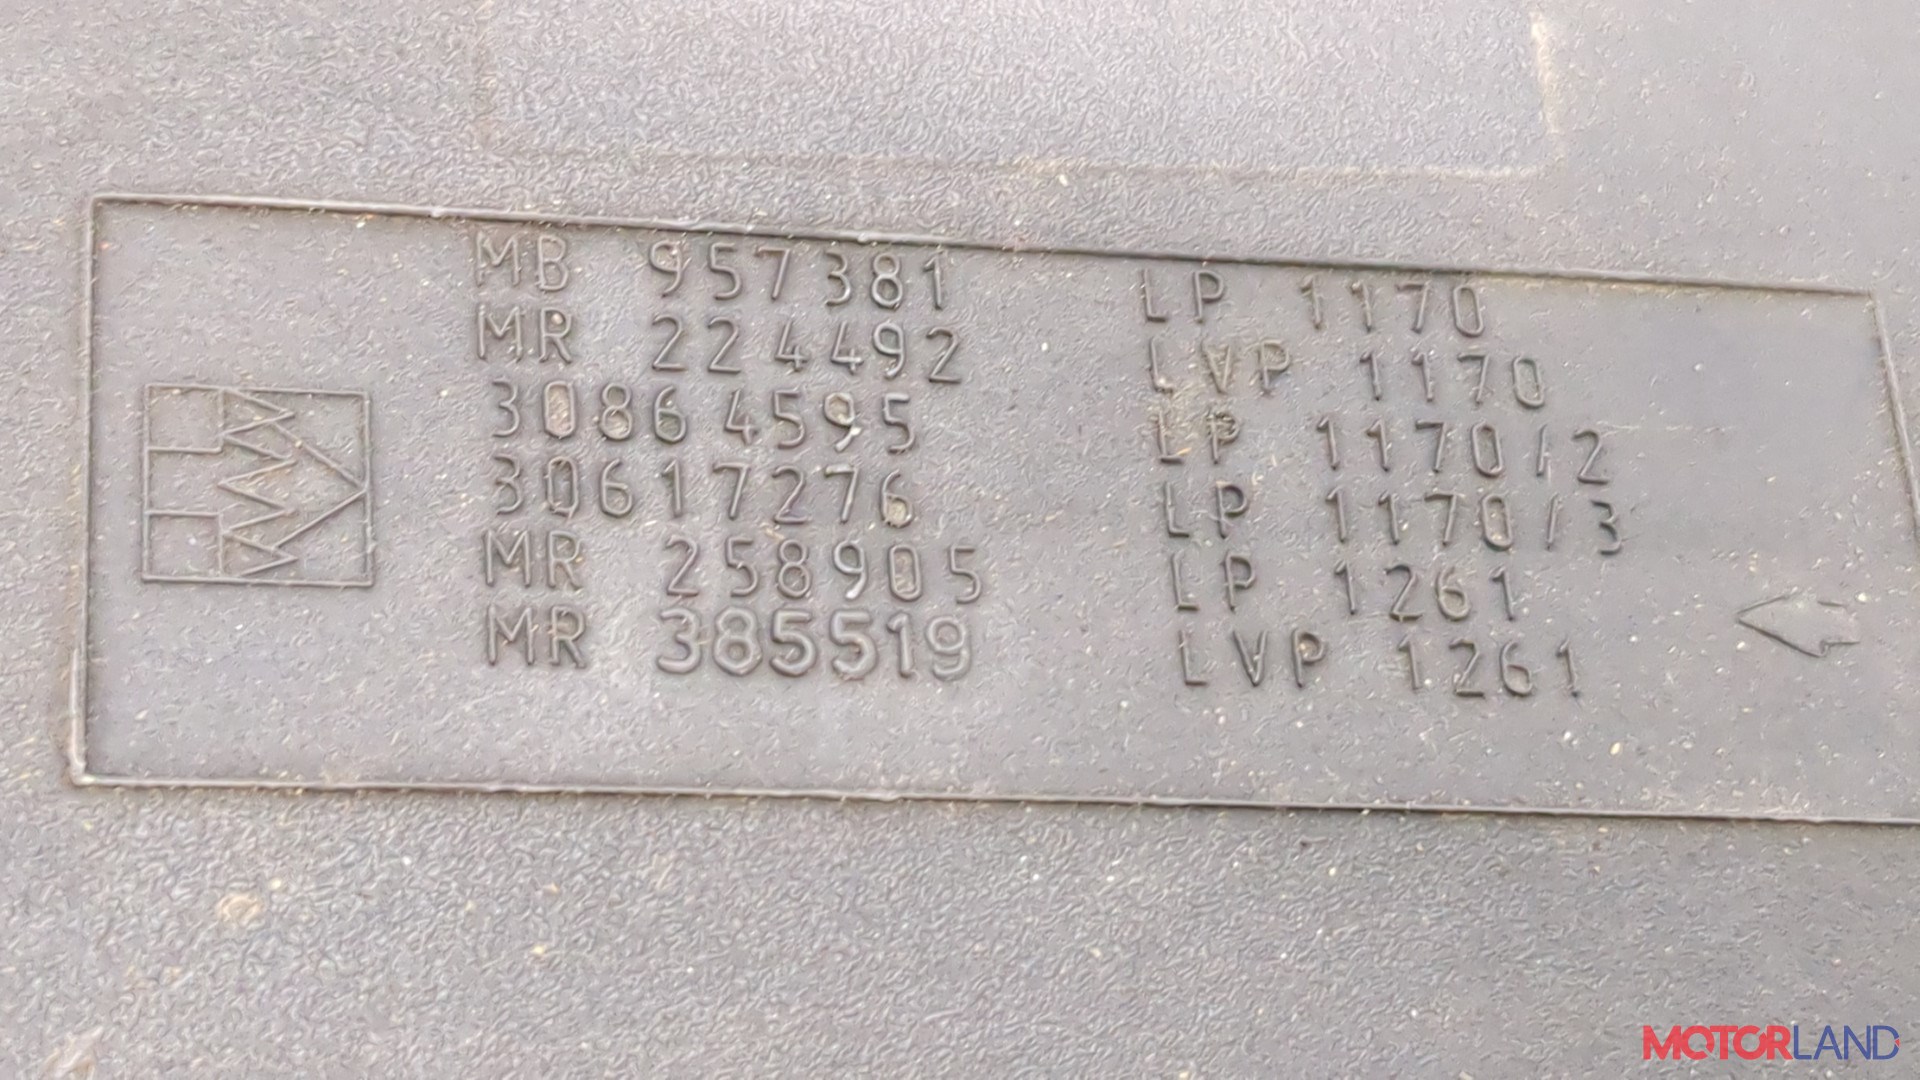 MB 957381
MR 224492
30864595
30617276
MR 258905
MR 385519
LP 1170
LVP 1170
LP 1170/2
LP 1170/3
LP 1261
LVP 1261
MOTORLAND